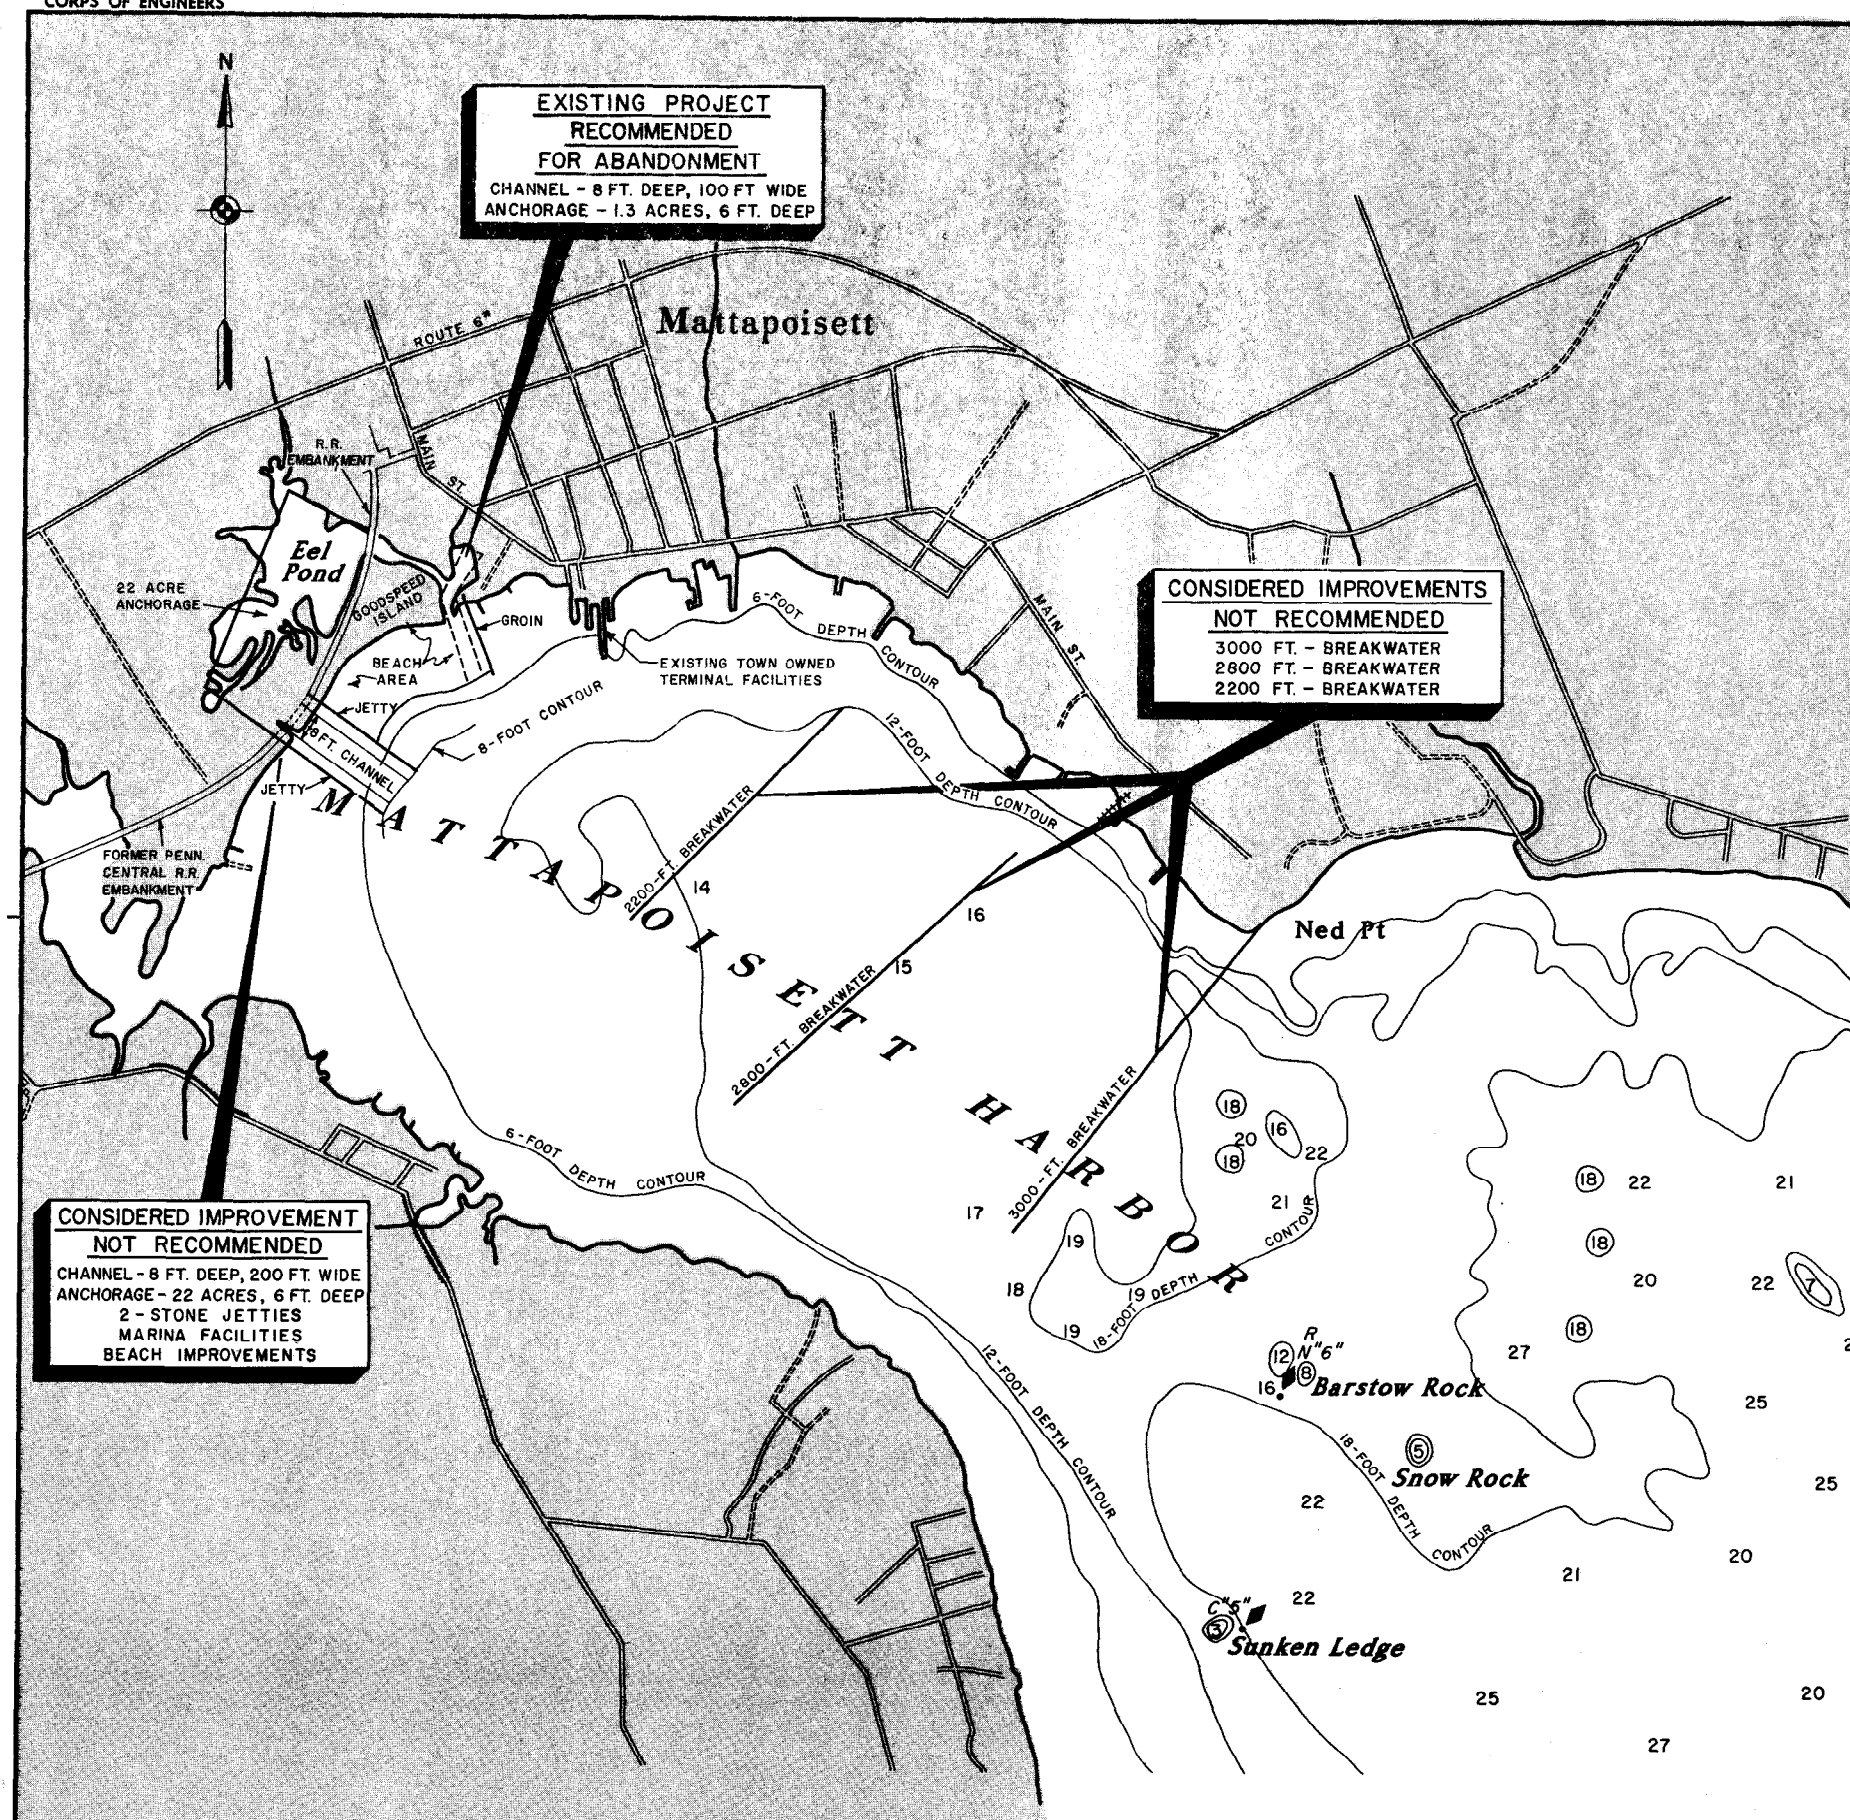 CORPS OF ENGINEERS
N
EXISTING PROJECT
RECOMMENDED
FOR ABANDONMENT
CHANNEL - 8 FT. DEEP, 100 FT WIDE
ANCHORAGE - 1.3 ACRES, 6 FT. DEEP
Mattapoisett
ROUTE 6
R.R.
EMBANKMENT
MAIN ST.
Eel
Pond
22 ACRE
ANCHORAGE
GOODSPEED
ISLAND
GROIN
BEACH
AREA
JETTY
8 FT. CHANNEL
JETTY
EXISTING TOWN OWNED
TERMINAL FACILITIES
6-FOOT DEPTH CONTOUR
8-FOOT CONTOUR
12-FOOT DEPTH CONTOUR
MAIN ST.
CONSIDERED IMPROVEMENTS
NOT RECOMMENDED
3000 FT. - BREAKWATER
2800 FT. - BREAKWATER
2200 FT. - BREAKWATER
FORMER PENN.
CENTRAL R.R.
EMBANKMENT
MATTAPOISETT HARBOR
2200-FT. BREAKWATER
14
16
15
2800-FT. BREAKWATER
Ned Pt
3000-FT. BREAKWATER
6-FOOT DEPTH CONTOUR
18
16
20
18
22
21
17
19
18
19
19
18-FOOT DEPTH CONTOUR
18
22
21
18
20
22
7
18
27
25
25
CONSIDERED IMPROVEMENT
NOT RECOMMENDED
CHANNEL - 8 FT. DEEP, 200 FT. WIDE
ANCHORAGE - 22 ACRES, 6 FT. DEEP
2 - STONE JETTIES
MARINA FACILITIES
BEACH IMPROVEMENTS
12-FOOT DEPTH CONTOUR
R
N"6"
12
8
16
Barstow Rock
18-FOOT DEPTH CONTOUR
5
Snow Rock
22
20
21
22
C"5"
3
Sunken Ledge
25
20
27